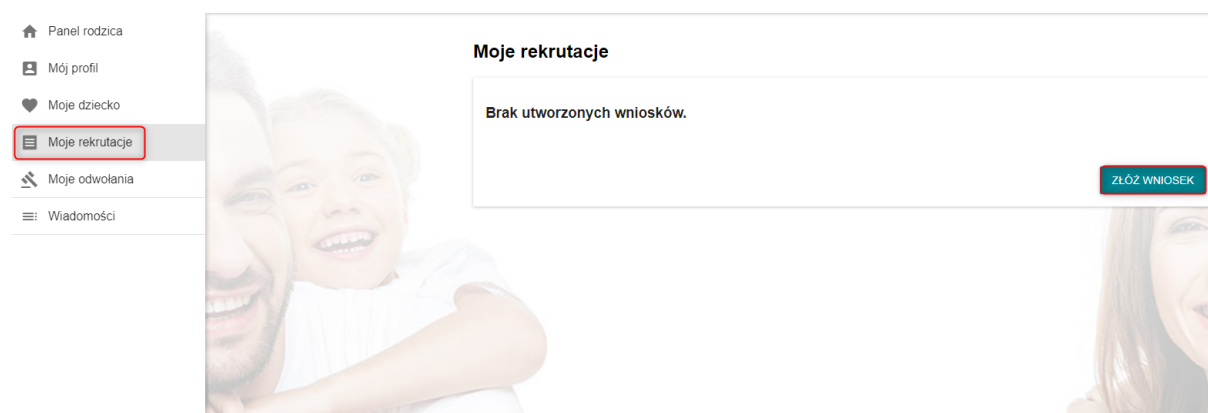 Panel rodzica
Mój profil
Moje dziecko
Moje rekrutacje
Moje odwołania
Wiadomości
Moje rekrutacje
Brak utworzonych wniosków.
ZŁÓŻ WNIOSEK